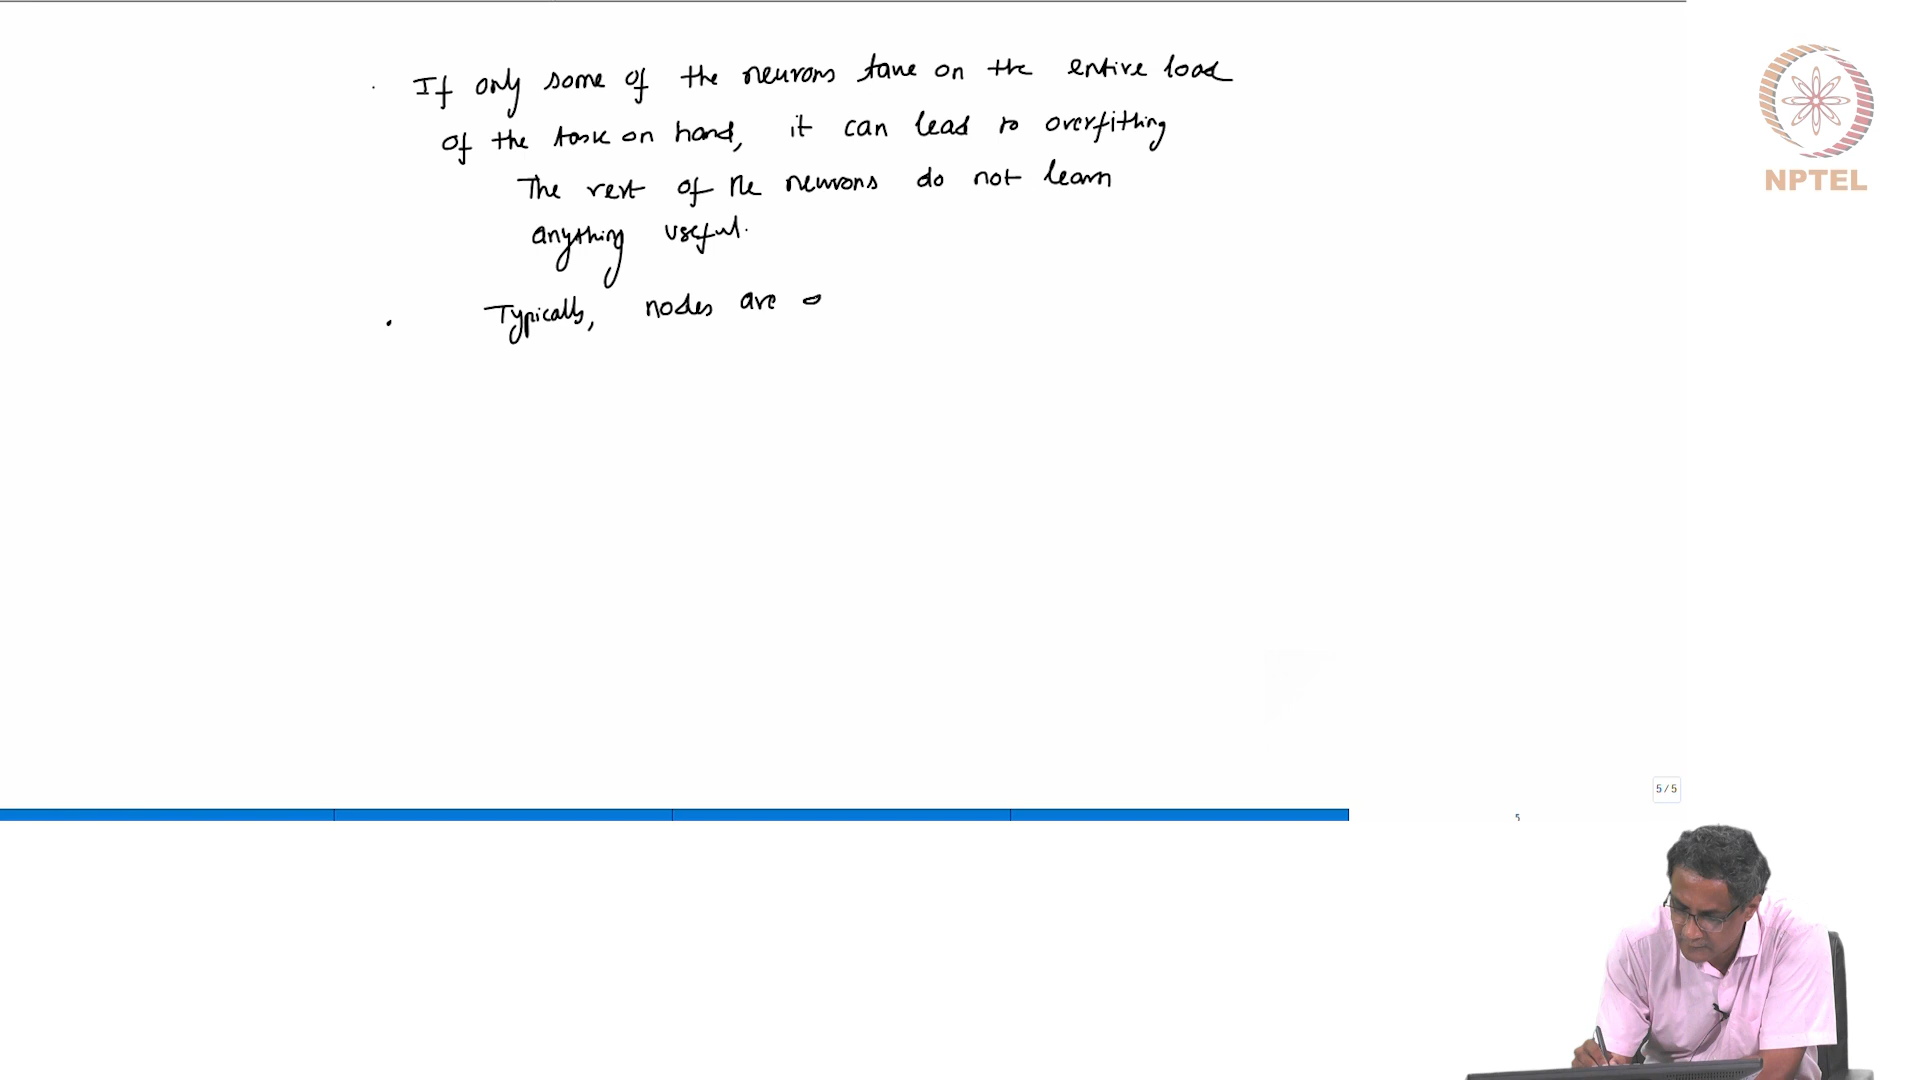 If only some of the neurons take on the entire load
of the task on hand, it can lead to overfitting
The rest of the neurons do not learn
anything useful.
Typically, nodes are
NPTEL
5 / 5
5